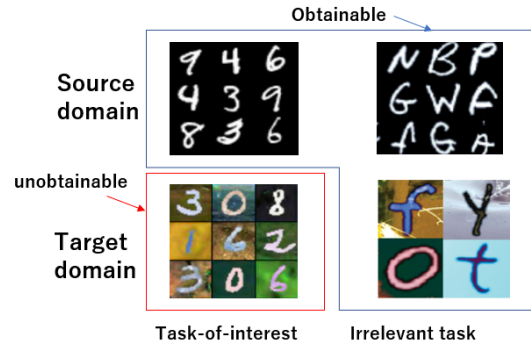 Obtainable
Source
domain
9 4 6
4 3 9
8 3 6
N B P
G W
f G A
unobtainable
Target
domain
3 0 8
1 6 2
3 0 6
f y
O t
Task-of-interest
Irrelevant task